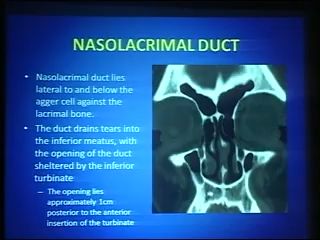 NASOLACRIMAL DUCT
• Nasolacrimal duct lies
lateral to and below the
agger cell against the
lacrimal bone.
• The duct drains tears into
the inferior meatus, with
the opening of the duct
sheltered by the inferior
turbinate
– The opening lies
approximately 1cm
posterior to the anterior
insertion of the turbinate